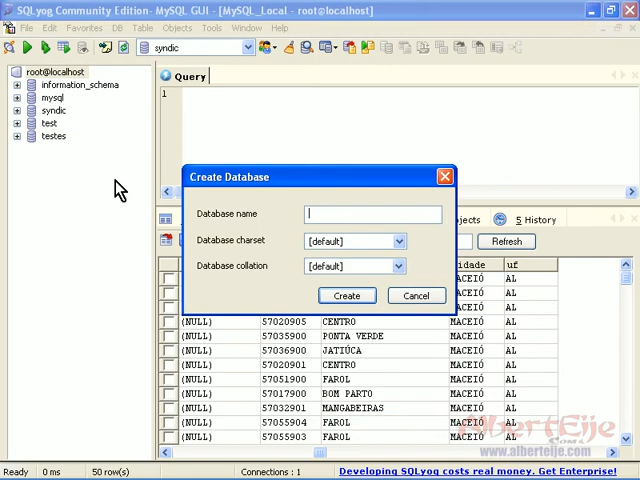 SQLyog Community Edition- MySQL GUI - [MySQL_Local - root@localhost]
File Edit Favorites DB Table Objects Tools Powertools Window Help
syndic
root@localhost
information_schema
mysql
syndic
test
testes
Query
1
Create Database
Database name
Database charset [default]
Database collation [default]
Create Cancel
bjects 5 History
Refresh
idade uf
MACEIÓ AL
MACEIÓ AL
MACEIÓ AL
(NULL) 57020905 CENTRO MACEIÓ AL
(NULL) 57035900 PONTA VERDE MACEIÓ AL
(NULL) 57036900 JATIÚCA MACEIÓ AL
(NULL) 57020901 CENTRO MACEIÓ AL
(NULL) 57051900 FAROL MACEIÓ AL
(NULL) 57017900 BOM PARTO MACEIÓ AL
(NULL) 57032901 MANGABEIRAS MACEIÓ AL
(NULL) 57055904 FAROL MACEIÓ AL
(NULL) 57055903 FAROL MACEIÓ AL
AlbertEije
.Com
www.alberteije.com
Ready 0 ms 50 row(s) Connections : 1 Developing SQLyog costs real money. Get Enterprise!